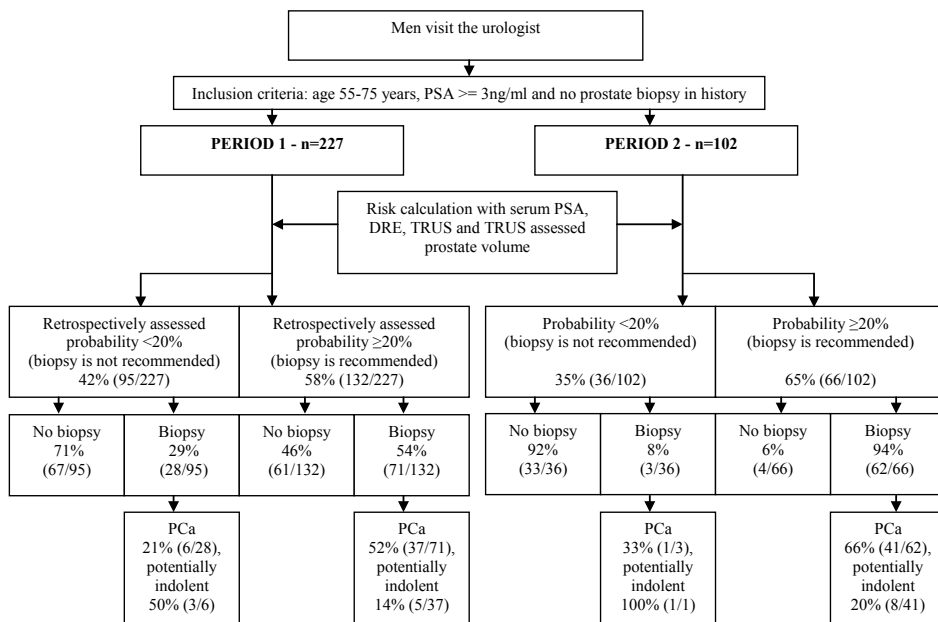 Men visit the urologist
Inclusion criteria: age 55-75 years, PSA >= 3ng/ml and no prostate biopsy in history
PERIOD 1 - n=227
PERIOD 2 - n=102
Risk calculation with serum PSA,
DRE, TRUS and TRUS assessed
prostate volume
Retrospectively assessed
probability <20%
(biopsy is not recommended)
42% (95/227)
Retrospectively assessed
probability ≥20%
(biopsy is recommended)
58% (132/227)
Probability <20%
(biopsy is not recommended)
35% (36/102)
Probability ≥20%
(biopsy is recommended)
65% (66/102)
No biopsy
71%
(67/95)
Biopsy
29%
(28/95)
No biopsy
46%
(61/132)
Biopsy
54%
(71/132)
No biopsy
92%
(33/36)
Biopsy
8%
(3/36)
No biopsy
6%
(4/66)
Biopsy
94%
(62/66)
PCa
21% (6/28),
potentially
indolent
50% (3/6)
PCa
52% (37/71),
potentially
indolent
14% (5/37)
PCa
33% (1/3),
potentially
indolent
100% (1/1)
PCa
66% (41/62),
potentially
indolent
20% (8/41)